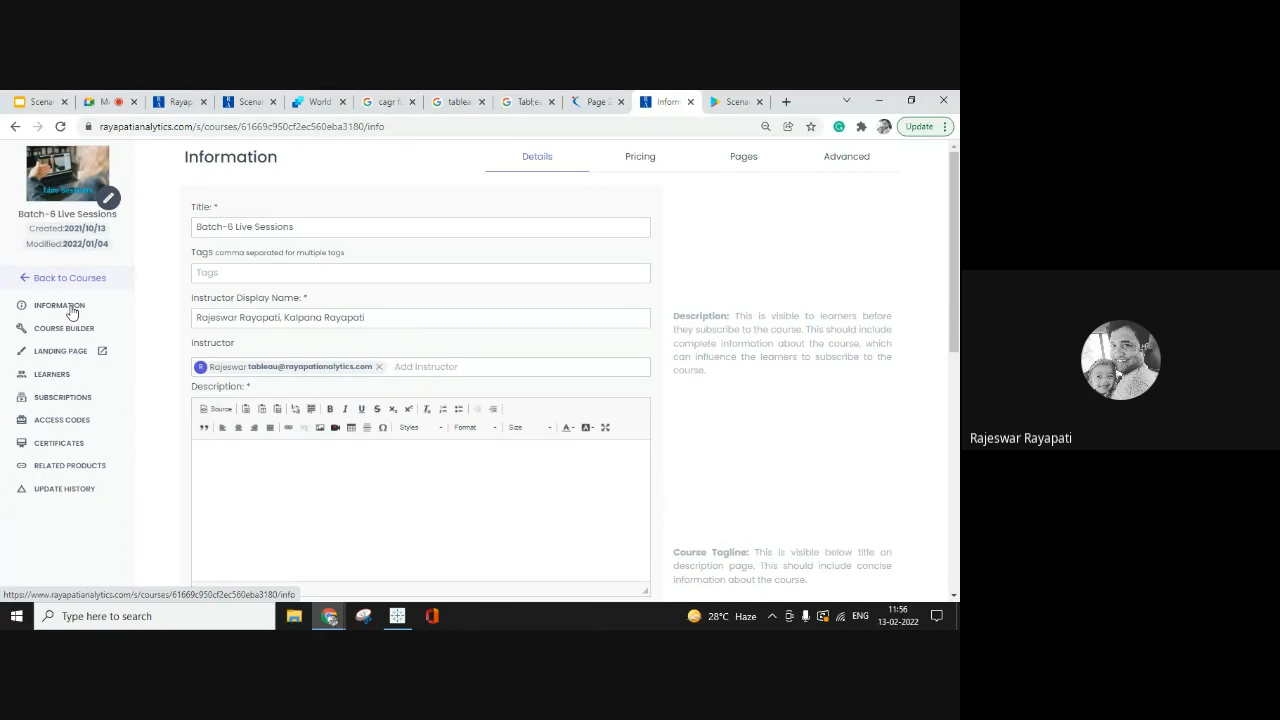 Scena
M
Rayap
Scenar
World
cagr fu
tablea
Tablea
Page 2
Inform
Scena
rayapatianalytics.com/s/courses/61669c950cf2ec560eba3180/info
Update
Live Sessions
Batch-6 Live Sessions
Created:2021/10/13
Modified:2022/01/04
Back to Courses
INFORMATION
COURSE BUILDER
LANDING PAGE
LEARNERS
SUBSCRIPTIONS
ACCESS CODES
CERTIFICATES
RELATED PRODUCTS
UPDATE HISTORY
Information
Details Pricing Pages Advanced
Title: *
Batch-6 Live Sessions
Tags comma separated for multiple tags
Tags
Instructor Display Name: *
Rajeswar Rayapati, Kalpana Rayapati
Instructor
R Rajeswar tableau@rayapatianalytics.com Add Instructor
Description: *
Source
Styles Format Size
Description: This is visible to learners before
they subscribe to the course. This should include
complete information about the course, which
can influence the learners to subscribe to the
course.
Course Tagline: This is visible below title on
description page. This should include concise
information about the course.
https://www.rayapatianalytics.com/s/courses/61669c950cf2ec560eba3180/info
Type here to search
28°C Haze
ENG
11:56
13-02-2022
Rajeswar Rayapati